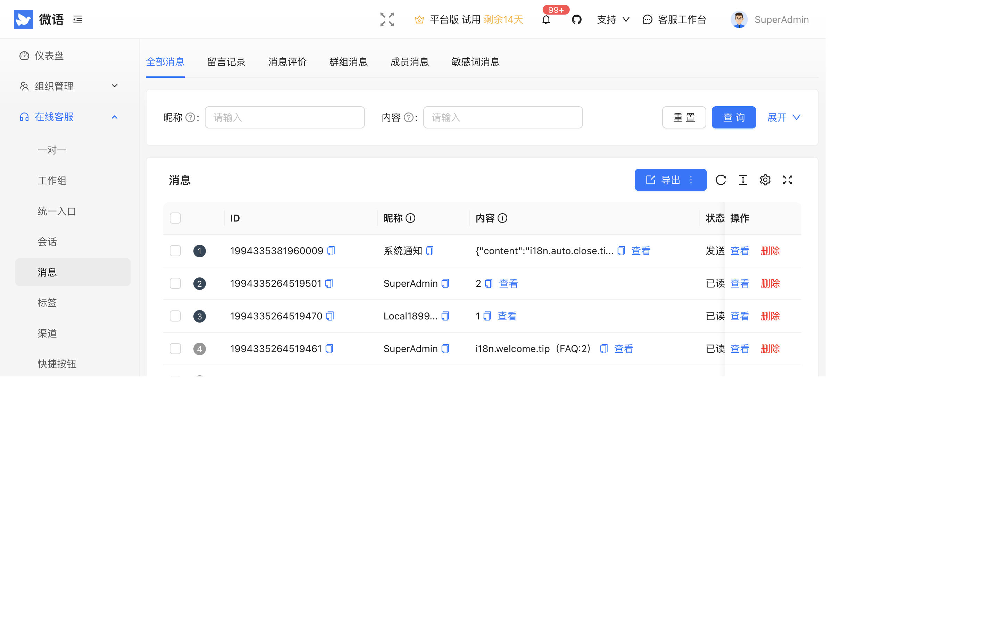 微语
平台版 试用 剩余14天
99+
支持
客服工作台
SuperAdmin
仪表盘
组织管理
在线客服
一对一
工作组
统一入口
会话
消息
标签
渠道
快捷按钮
全部消息 留言记录 消息评价 群组消息 成员消息 敏感词消息
昵称 ? : 请输入 内容 ? : 请输入 重 置 查 询 展开
消息 导出
ID 昵称 内容 状态 操作
1 1994335381960009 系统通知 {"content":"i18n.auto.close.ti... 查看 发送 查看 删除
2 1994335264519501 SuperAdmin 2 查看 已读 查看 删除
3 1994335264519470 Local1899... 1 查看 已读 查看 删除
4 1994335264519461 SuperAdmin i18n.welcome.tip（FAQ:2） 查看 已读 查看 删除